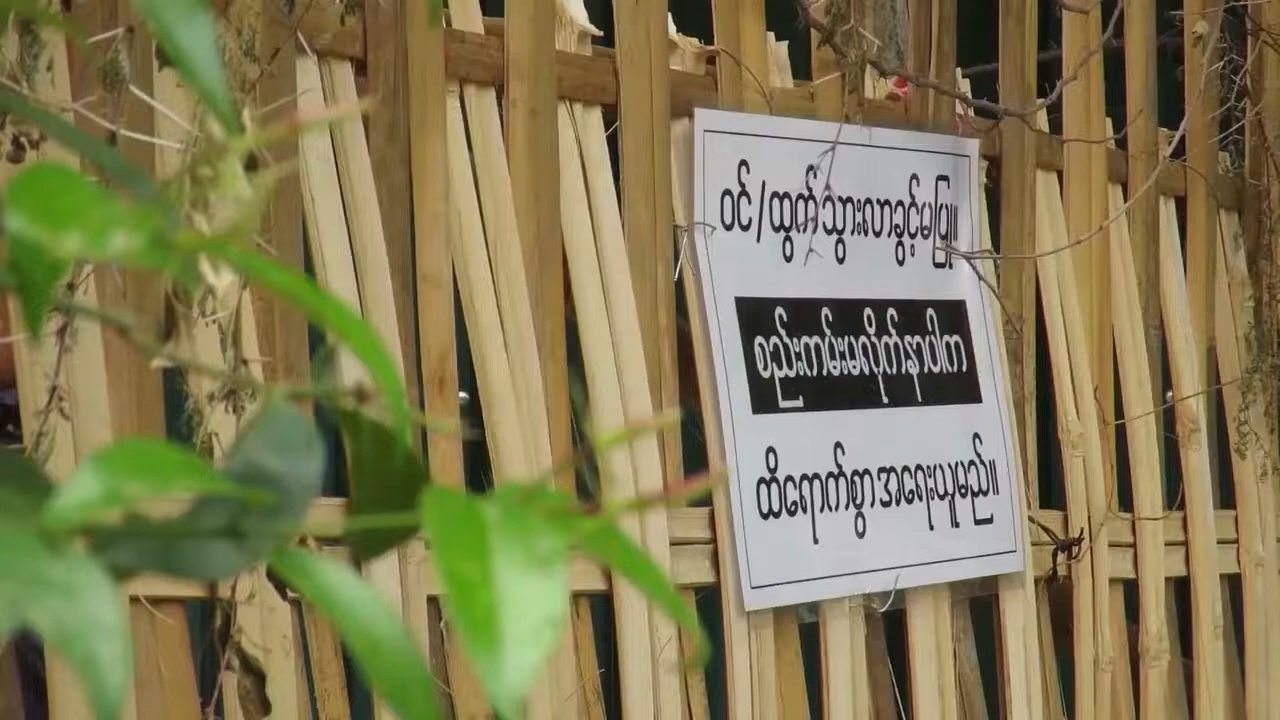 ဝင်/ထွက်သွားလာခွင့်မပြု။
စည်းကမ်းမလိုက်နာပါက
ထိရောက်စွာအရေးယူမည်။